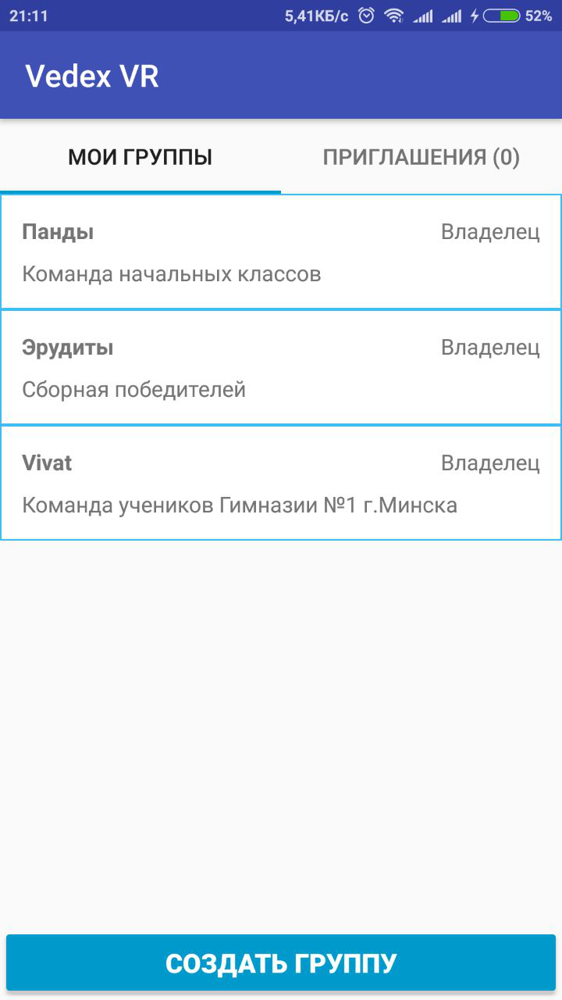 21:11 5,41КБ/с 52%
Vedex VR
МОИ ГРУППЫ ПРИГЛАШЕНИЯ (0)
Панды Владелец
Команда начальных классов
Эрудиты Владелец
Сборная победителей
Vivat Владелец
Команда учеников Гимназии №1 г.Минска
СОЗДАТЬ ГРУППУ